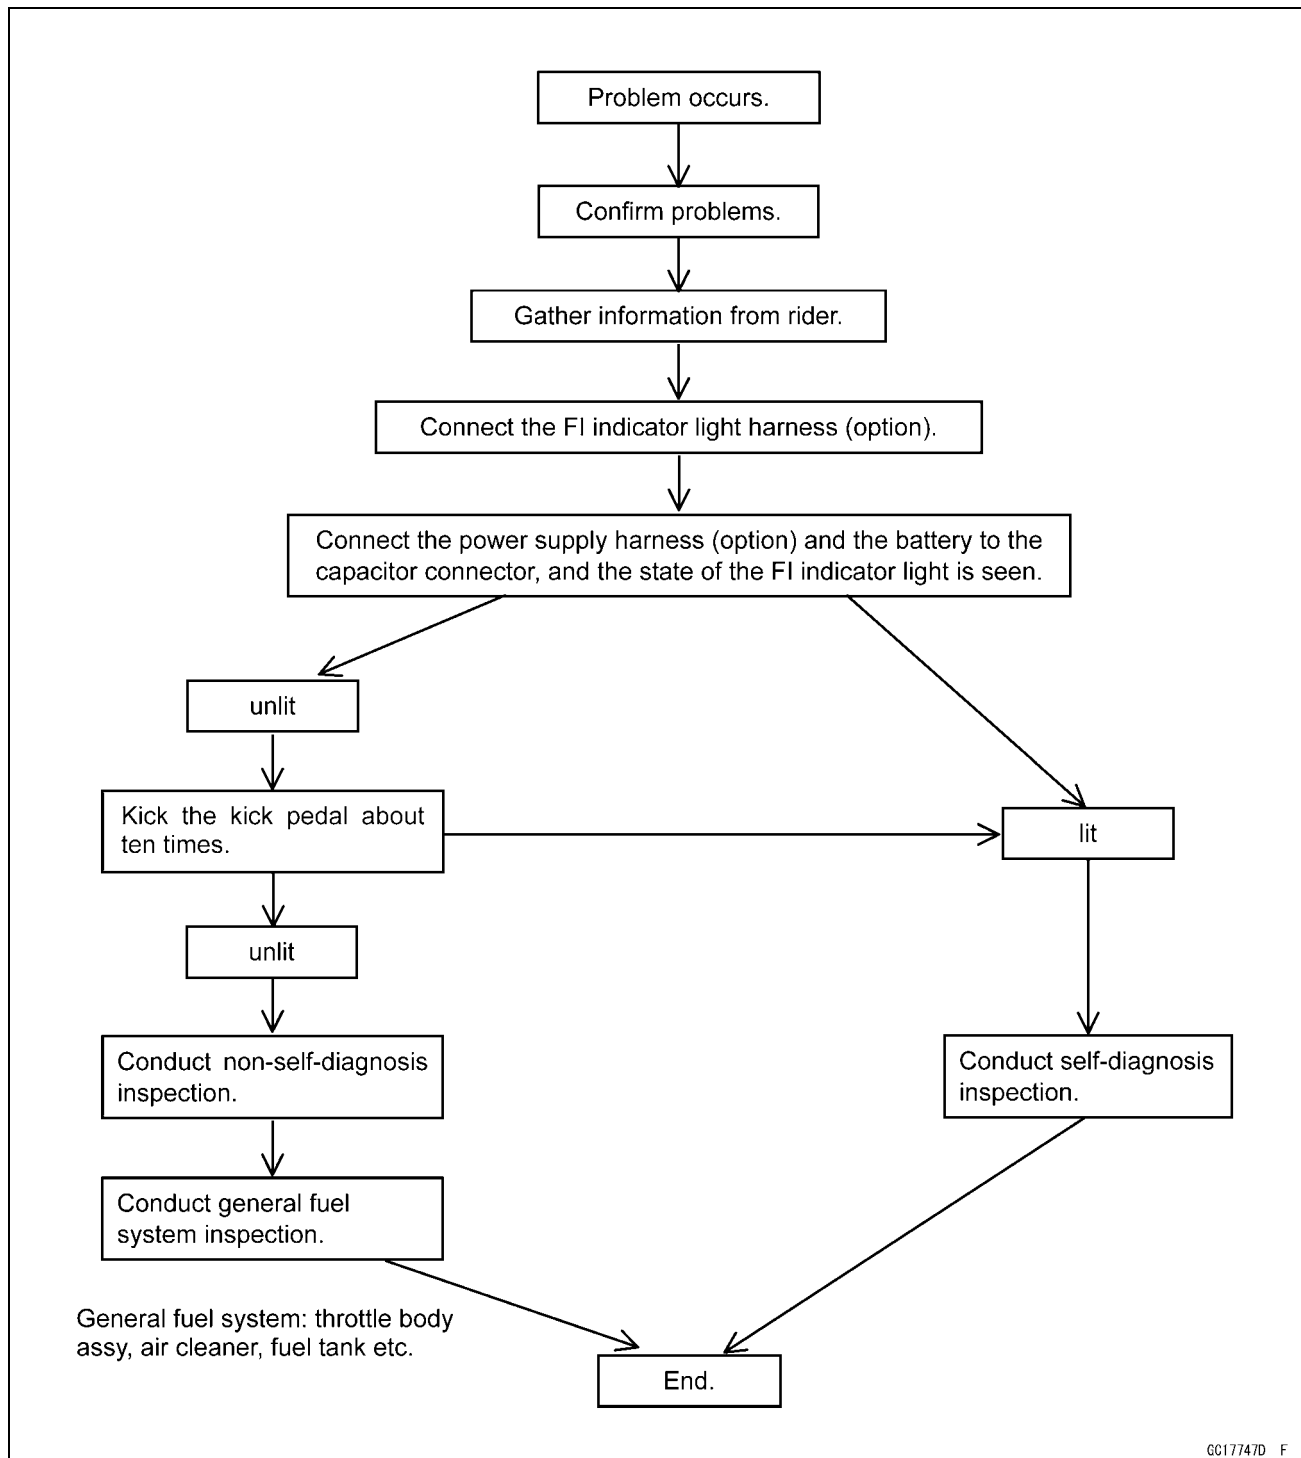 Problem occurs.
Confirm problems.
Gather information from rider.
Connect the FI indicator light harness (option).
Connect the power supply harness (option) and the battery to the
capacitor connector, and the state of the FI indicator light is seen.
unlit
Kick the kick pedal about
ten times.
lit
unlit
Conduct non-self-diagnosis
inspection.
Conduct self-diagnosis
inspection.
Conduct general fuel
system inspection.
General fuel system: throttle body
assy, air cleaner, fuel tank etc.
End.
GC17747D F